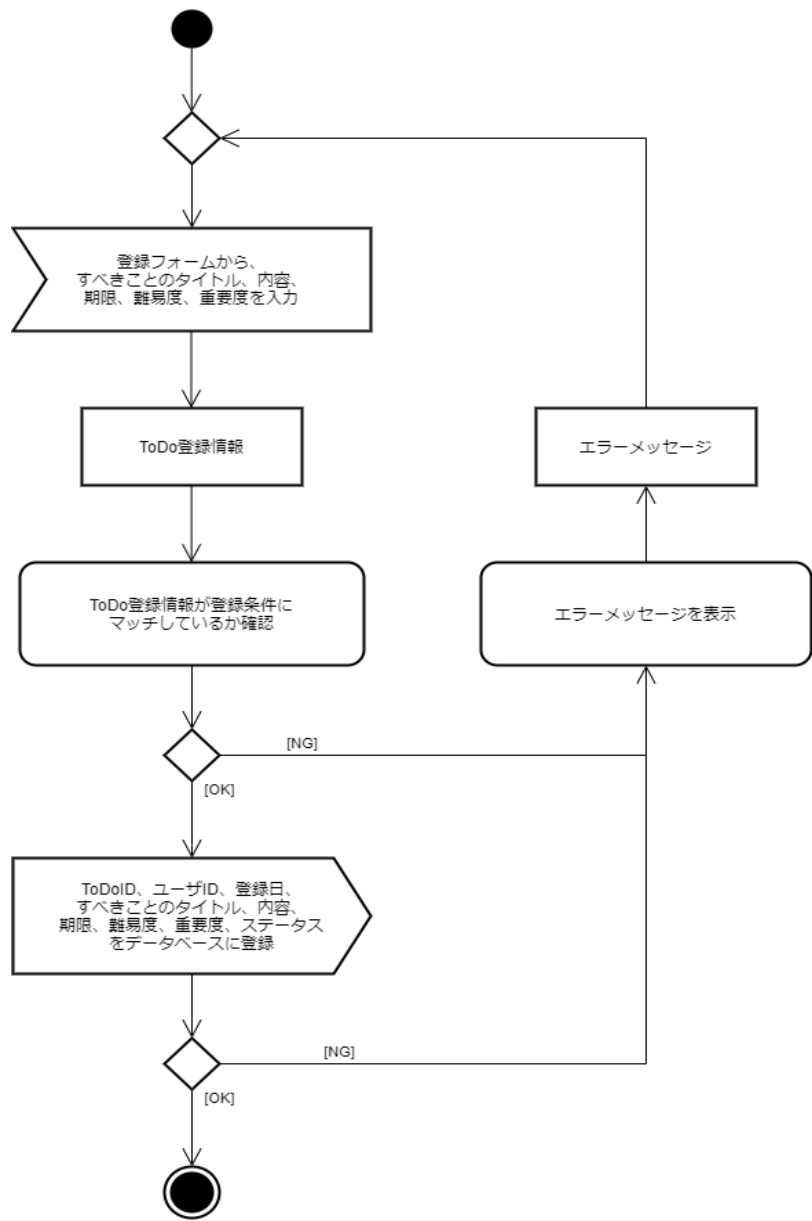 登録フォームから、
すべきことのタイトル、内容、
期限、難易度、重要度を入力
ToDo登録情報
エラーメッセージ
ToDo登録情報が登録条件に
マッチしているか確認
エラーメッセージを表示
[NG]
[OK]
ToDoID、ユーザID、登録日、
すべきことのタイトル、内容、
期限、難易度、重要度、ステータス
をデータベースに登録
[NG]
[OK]